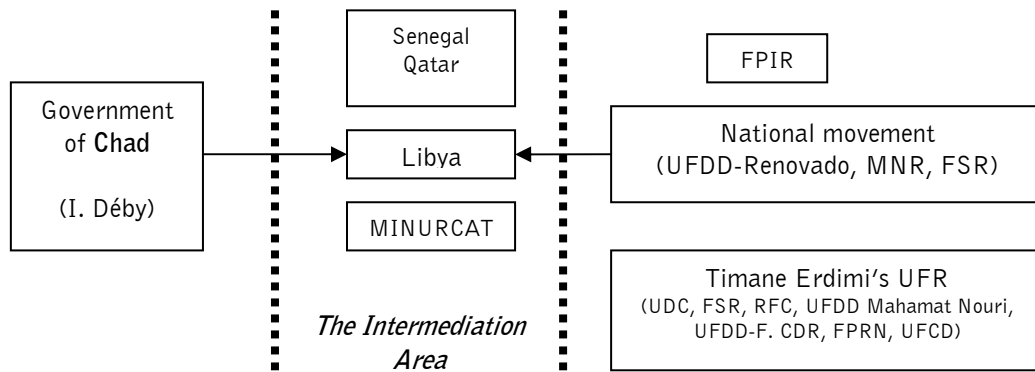 Government
of Chad
(I. Déby)
Senegal
Qatar
Libya
MINURCAT
The Intermediation
Area
FPIR
National movement
(UFDD-Renovado, MNR, FSR)
Timane Erdimi's UFR
(UDC, FSR, RFC, UFDD Mahamat Nouri,
UFDD-F. CDR, FPRN, UFCD)